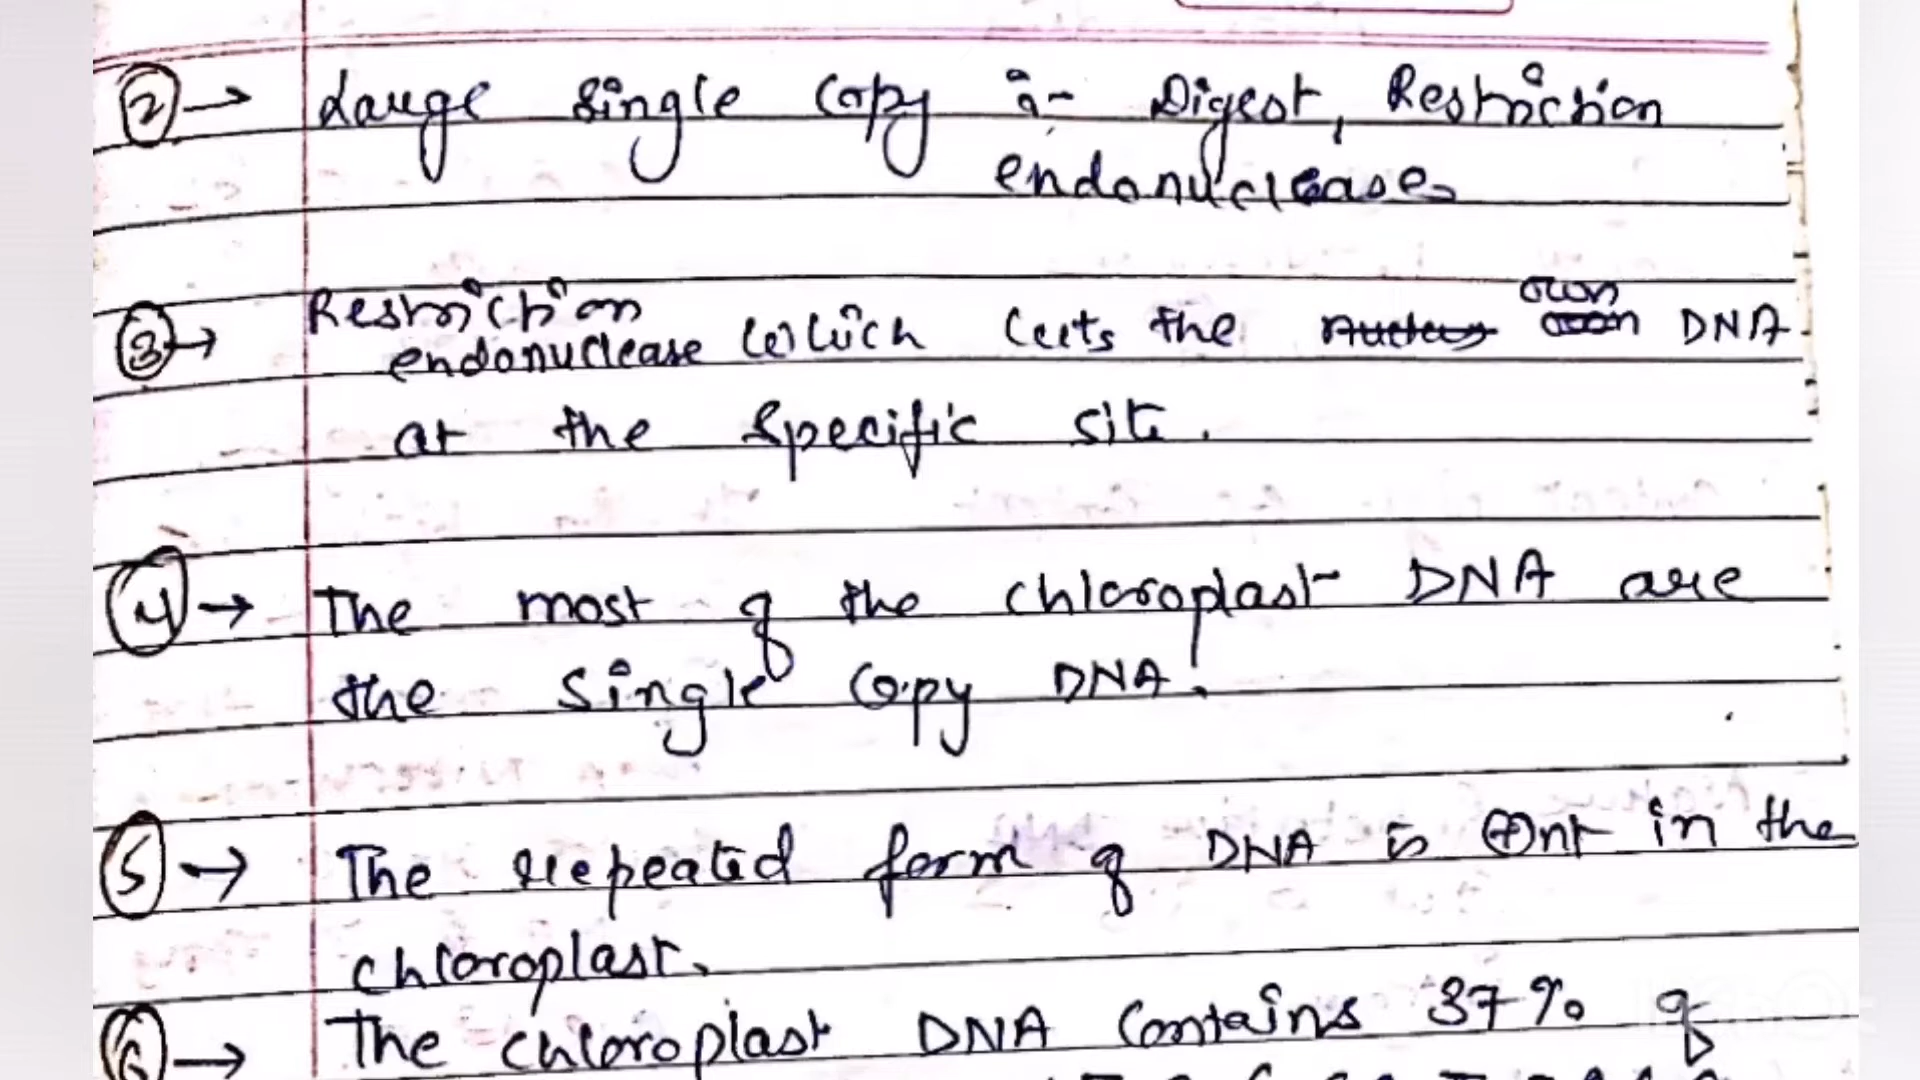 ② → Large Single Copy :- Digest, Restriction
endonuclease.
③ → Restriction
endonuclease which cuts the own DNA
at the specific site.
④ → The most of the chloroplast DNA are
the single copy DNA.
⑤ → The repeated form of DNA is ⊕nt in the
chloroplast.
⑥ → The chloroplast DNA Contains 37% of